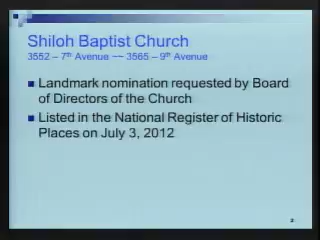 Shiloh Baptist Church
3552 – 7th Avenue ~~ 3565 – 9th Avenue
Landmark nomination requested by Board
of Directors of the Church
Listed in the National Register of Historic
Places on July 3, 2012